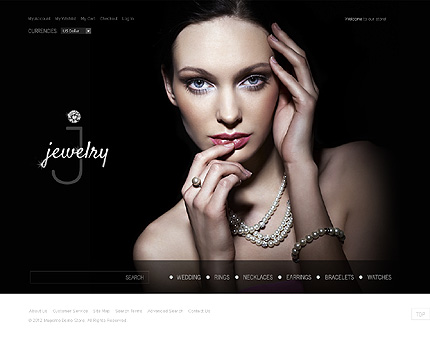 My Account My Wishlist My Cart Checkout Log In
Welcome to our store!
CURRENCIES US Dollar
j
jewelry
SEARCH
WEDDING RINGS NECKLACES EARRINGS BRACELETS WATCHES
About Us Customer Service Site Map Search Terms Advanced Search Contact Us
© 2012 Magento Demo Store. All Rights Reserved.
TOP